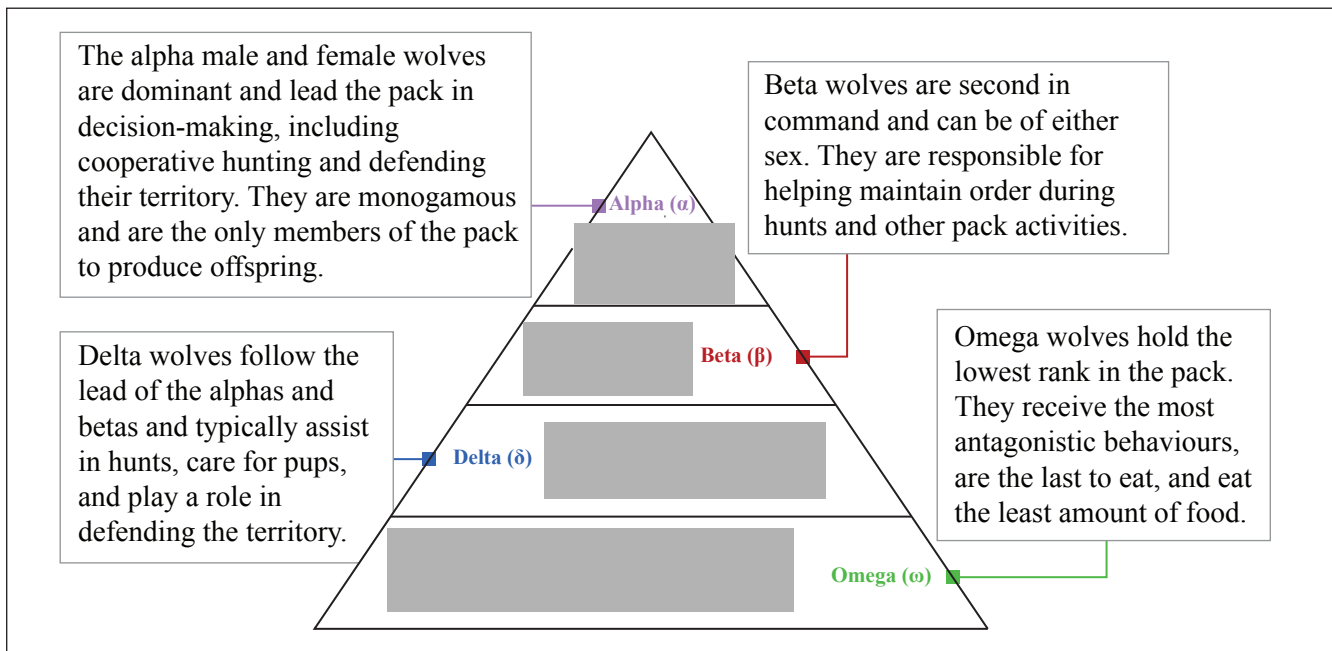 The alpha male and female wolves
are dominant and lead the pack in
decision-making, including
cooperative hunting and defending
their territory. They are monogamous
and are the only members of the pack
to produce offspring.
Beta wolves are second in
command and can be of either
sex. They are responsible for
helping maintain order during
hunts and other pack activities.
Alpha (α)
Beta (β)
Delta wolves follow the
lead of the alphas and
betas and typically assist
in hunts, care for pups,
and play a role in
defending the territory.
Delta (δ)
Omega wolves hold the
lowest rank in the pack.
They receive the most
antagonistic behaviours,
are the last to eat, and eat
the least amount of food.
Omega (ω)